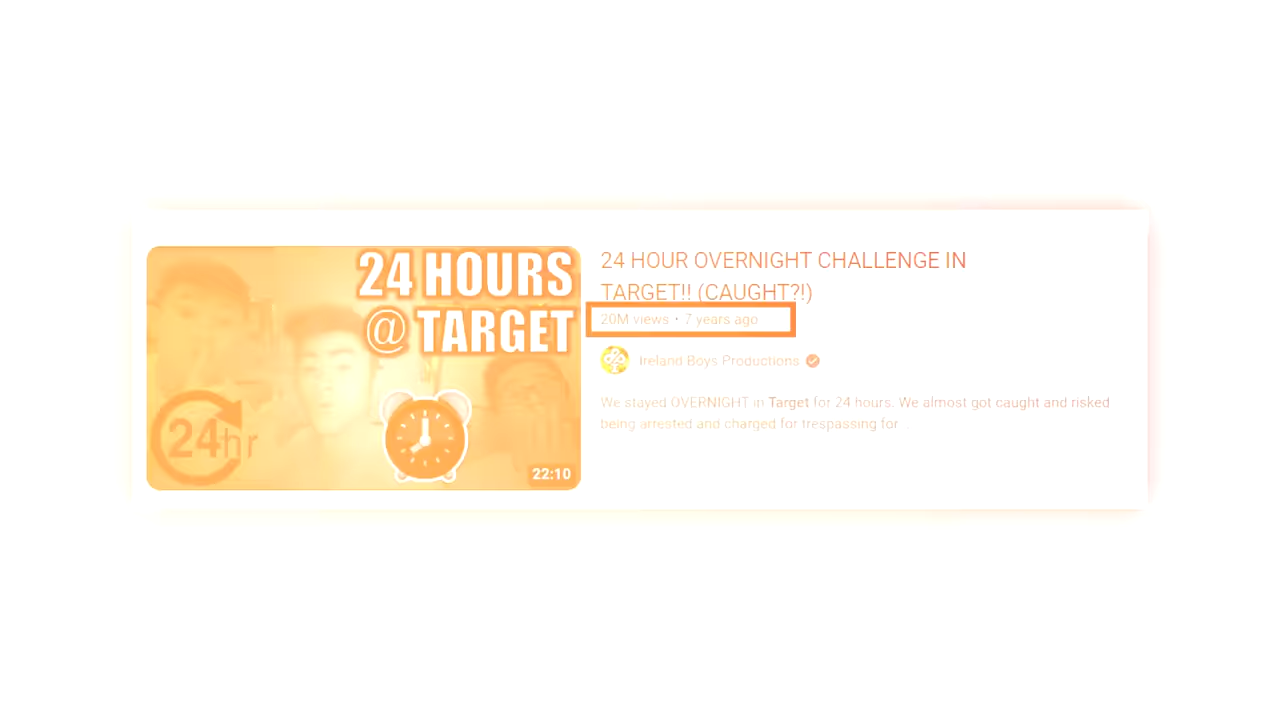 24 HOURS
@ TARGET
24hr
22:10
24 HOUR OVERNIGHT CHALLENGE IN
TARGET!! (CAUGHT?!)
20M views · 7 years ago
Ireland Boys Productions
We stayed OVERNIGHT in Target for 24 hours. We almost got caught and risked
being arrested and charged for trespassing for ..